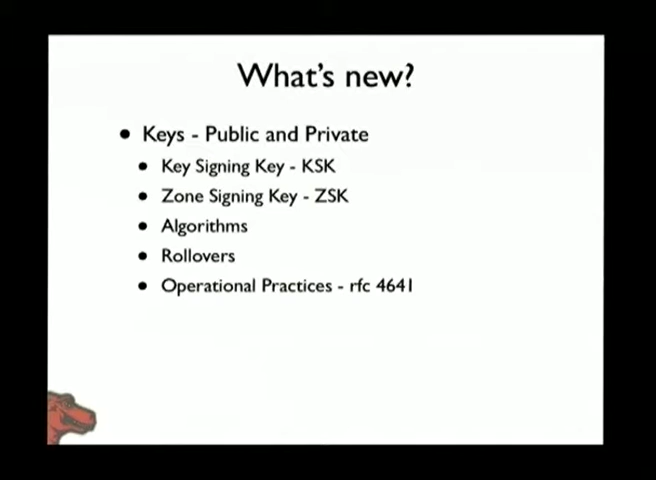 What's new?
• Keys - Public and Private
• Key Signing Key - KSK
• Zone Signing Key - ZSK
• Algorithms
• Rollovers
• Operational Practices - rfc 4641